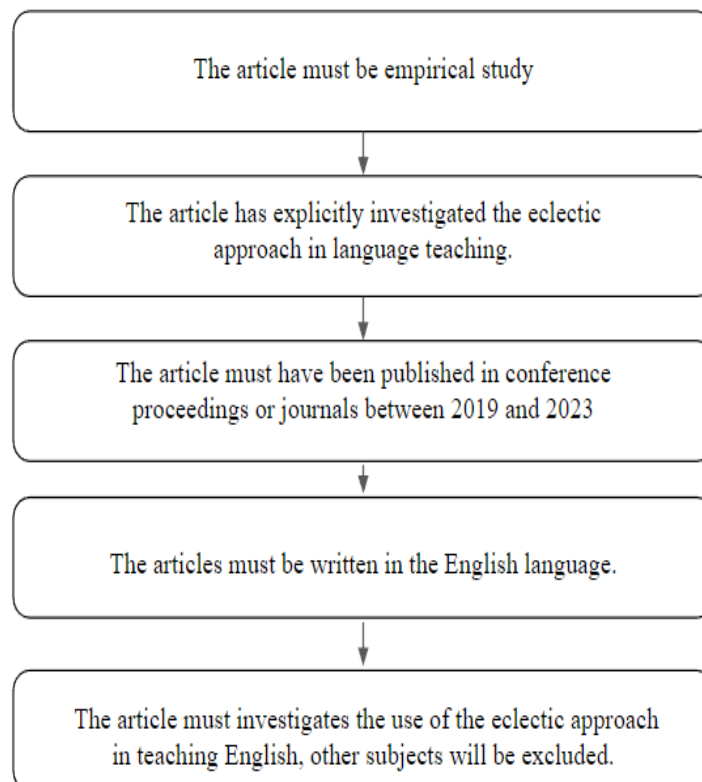 The article must be empirical study
The article has explicitly investigated the eclectic
approach in language teaching.
The article must have been published in conference
proceedings or journals between 2019 and 2023
The articles must be written in the English language.
The article must investigates the use of the eclectic approach
in teaching English, other subjects will be excluded.